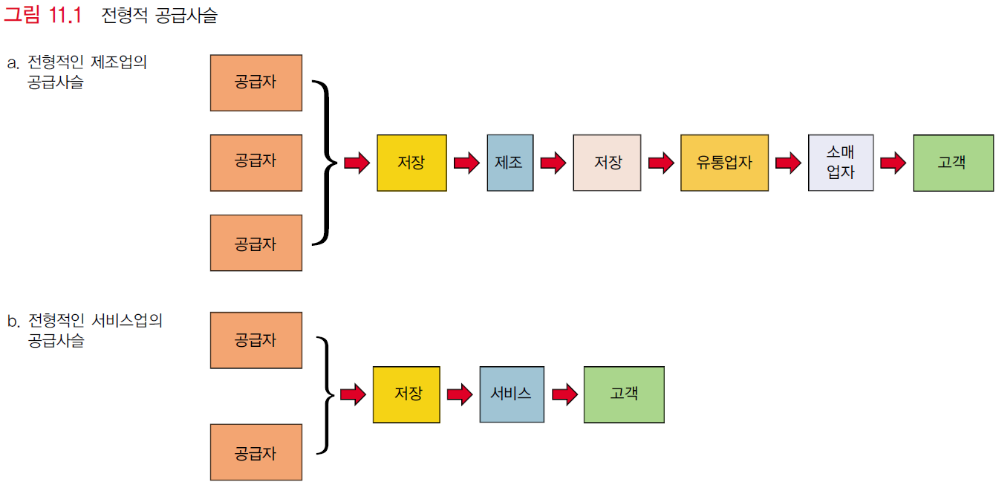 그림 11.1 전형적 공급사슬
a. 전형적인 제조업의
공급사슬
공급자
공급자
공급자
저장
제조
저장
유통업자
소매
업자
고객
b. 전형적인 서비스업의
공급사슬
공급자
공급자
저장
서비스
고객